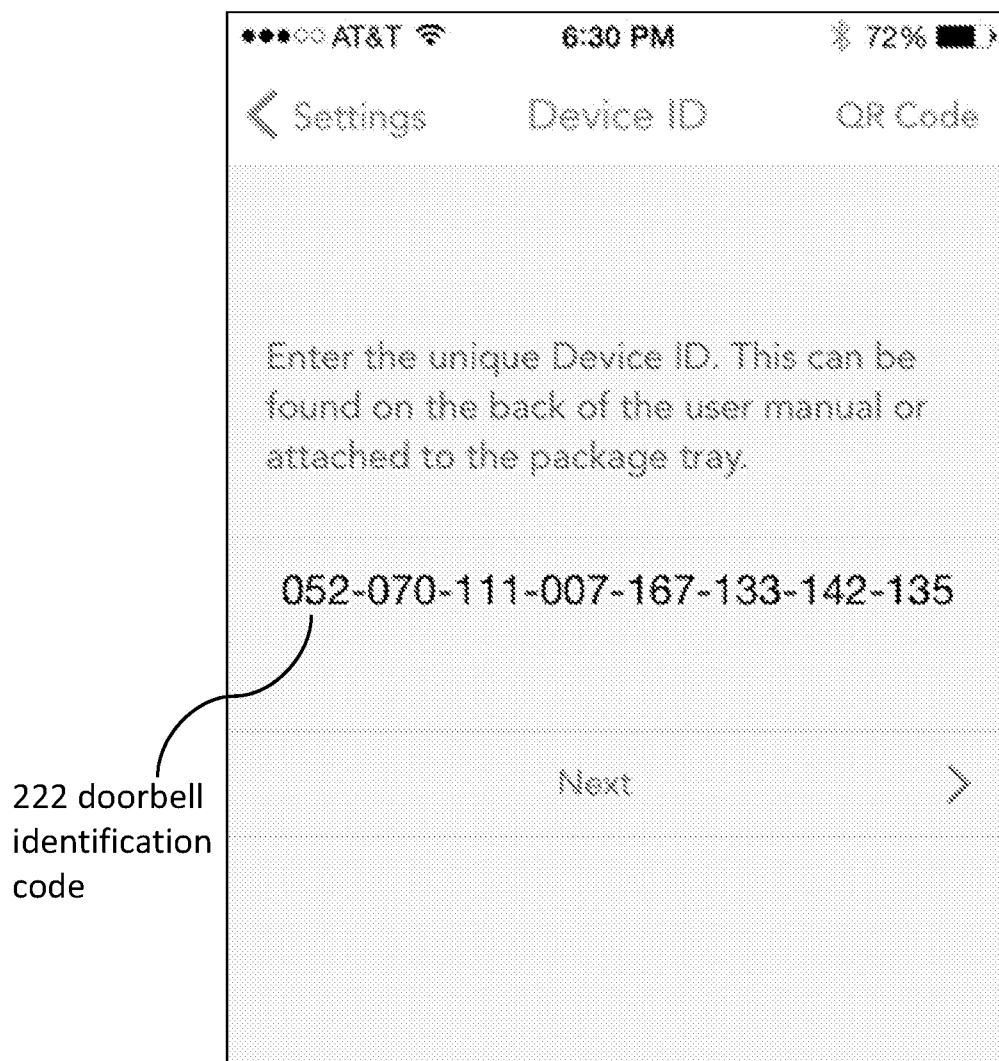 AT&T 6:30 PM 72%
Settings Device ID QR Code
Enter the unique Device ID. This can be
found on the back of the user manual or
attached to the package tray.
052-070-111-007-167-133-142-135
Next
222 doorbell
identification
code